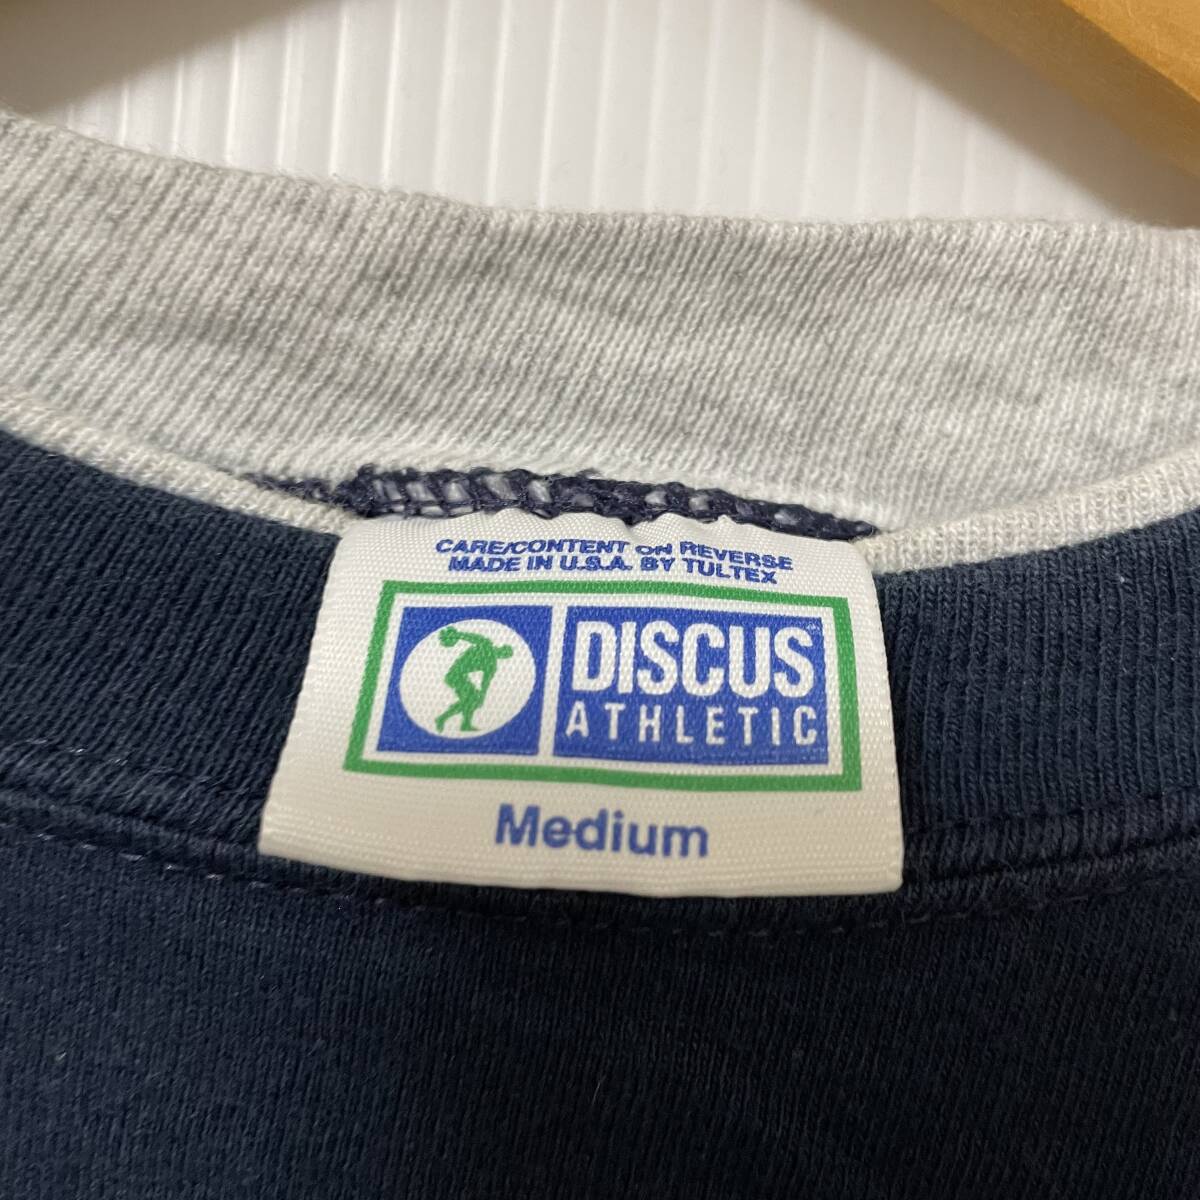 CARE/CONTENT ON REVERSE
MADE IN U.S.A. BY TULTEX
DISCUS
ATHLETIC
Medium